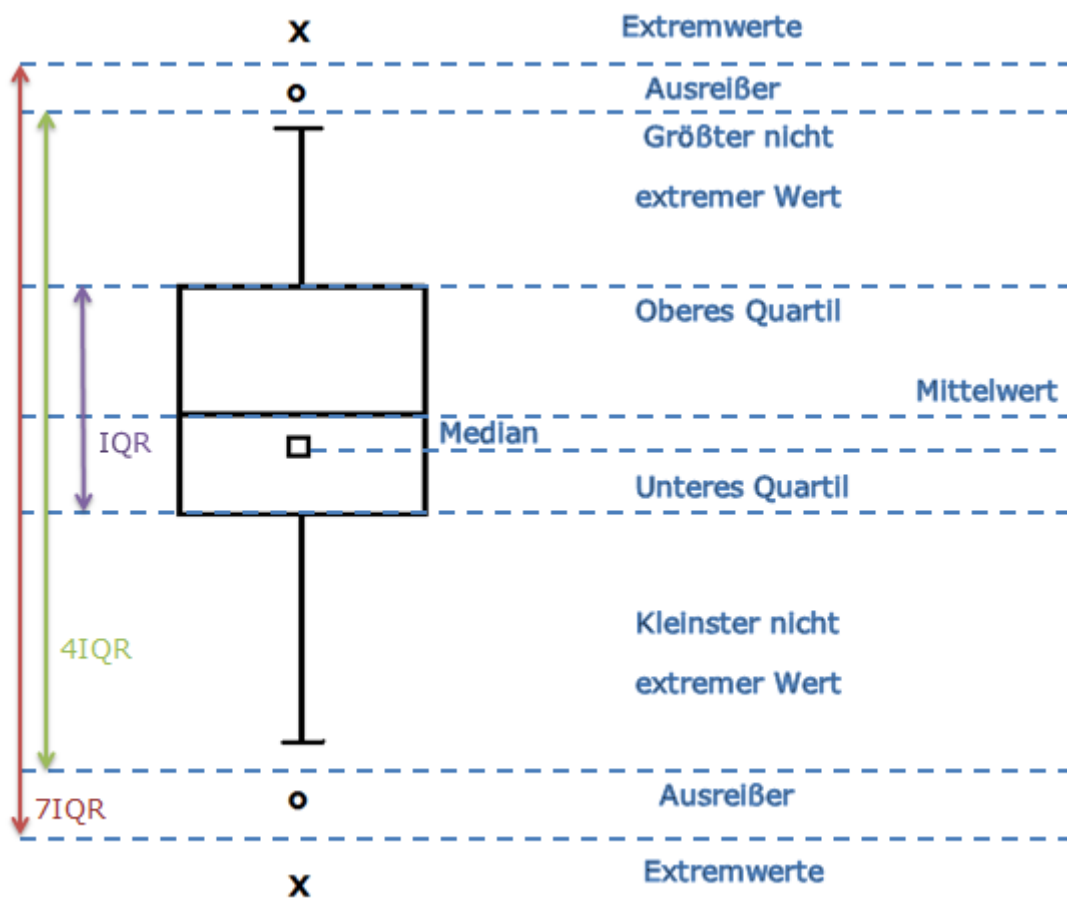 x
Extremwerte
Ausreißer
Größter nicht
extremer Wert
Oberes Quartil
Mittelwert
Median
IQR
Unteres Quartil
Kleinster nicht
4IQR
extremer Wert
Ausreißer
7IQR
Extremwerte
x